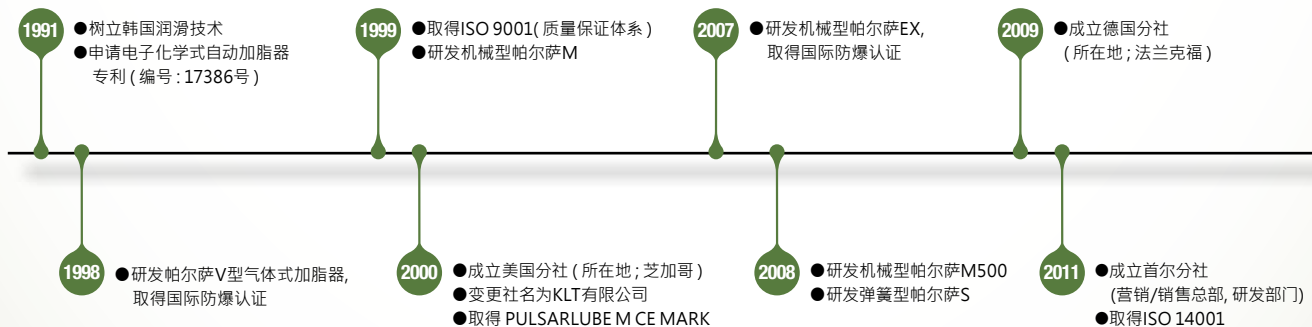 1991
●树立韩国润滑技术
●申请电子化学式自动加脂器
专利 ( 编号 : 17386号 )
1999
●取得ISO 9001( 质量保证体系 )
●研发机械型帕尔萨M
2007
●研发机械型帕尔萨EX,
取得国际防爆认证
2009
●成立德国分社
( 所在地 ; 法兰克福 )
1998
●研发帕尔萨V型气体式加脂器,
取得国际防爆认证
2000
●成立美国分社 ( 所在地 ; 芝加哥 )
●变更社名为KLT有限公司
●取得 PULSARLUBE M CE MARK
2008
●研发机械型帕尔萨M500
●研发弹簧型帕尔萨S
2011
●成立首尔分社
(营销/销售总部, 研发部门)
●取得ISO 14001